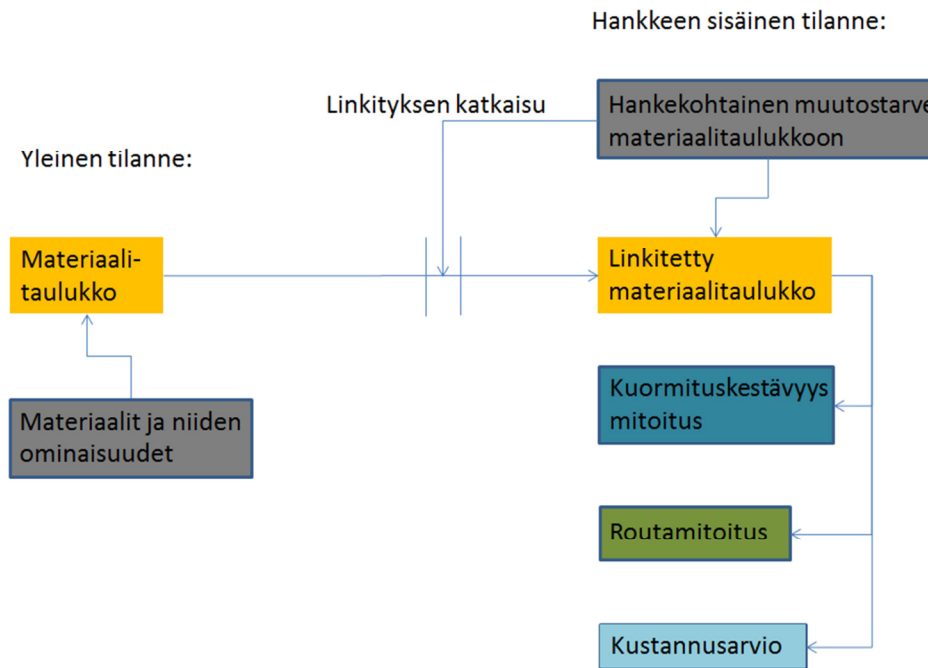 Hankkeen sisäinen tilanne:
Linkityksen katkaisu
Hankekohtainen muutostarve
materiaalitaulukkoon
Yleinen tilanne:
Materiaali-
taulukko
Linkitetty
materiaalitaulukko
Materiaalit ja niiden
ominaisuudet
Kuormituskestävyys
mitoitus
Routamitoitus
Kustannusarvio